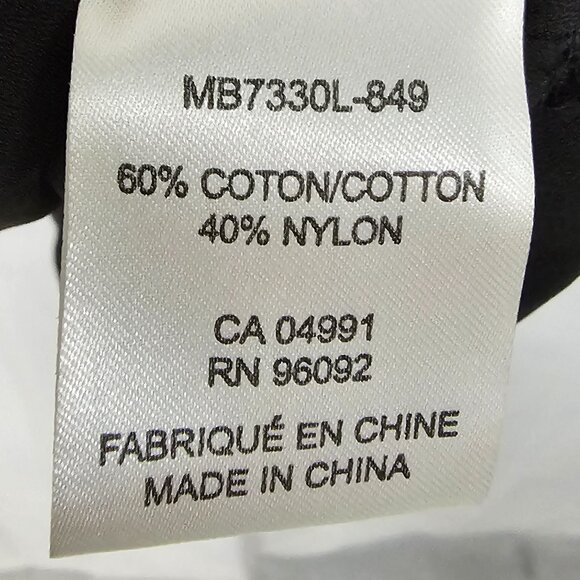 MB7330L-849
60% COTON/COTTON
40% NYLON
CA 04991
RN 96092
FABRIQUÉ EN CHINE
MADE IN CHINA